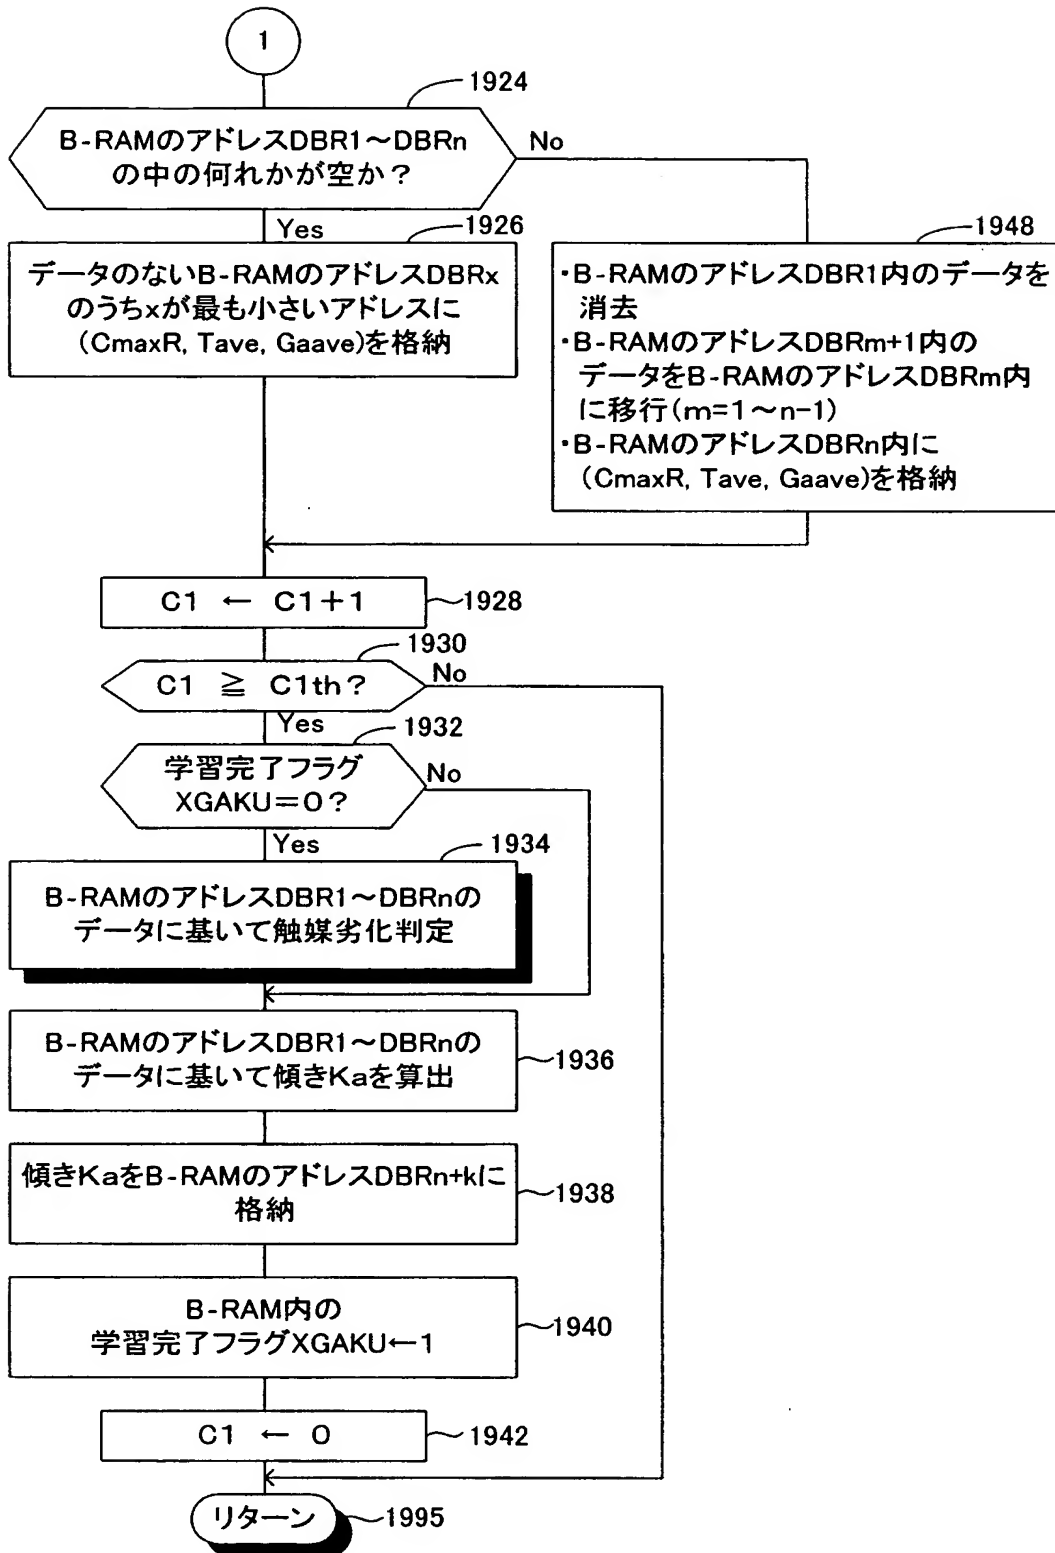 1
1924
B-RAMのアドレスDBR1～DBRn
の中の何れかが空か？
No
Yes
1926
データのないB-RAMのアドレスDBRx
のうちxが最も小さいアドレスに
(CmaxR, Tave, Gaave)を格納
1948
・B-RAMのアドレスDBR1内のデータを
消去
・B-RAMのアドレスDBRm+1内の
データをB-RAMのアドレスDBRm内
に移行(m=1～n-1)
・B-RAMのアドレスDBRn内に
(CmaxR, Tave, Gaave)を格納
C1 ← C1+1
1928
1930
C1 ≧ C1th？
No
Yes
1932
学習完了フラグ
XGAKU=0？
No
Yes
1934
B-RAMのアドレスDBR1～DBRnの
データに基いて触媒劣化判定
B-RAMのアドレスDBR1～DBRnの
データに基いて傾きKaを算出
1936
傾きKaをB-RAMのアドレスDBRn+kに
格納
1938
B-RAM内の
学習完了フラグXGAKU←1
1940
C1 ← 0
1942
リターン
1995